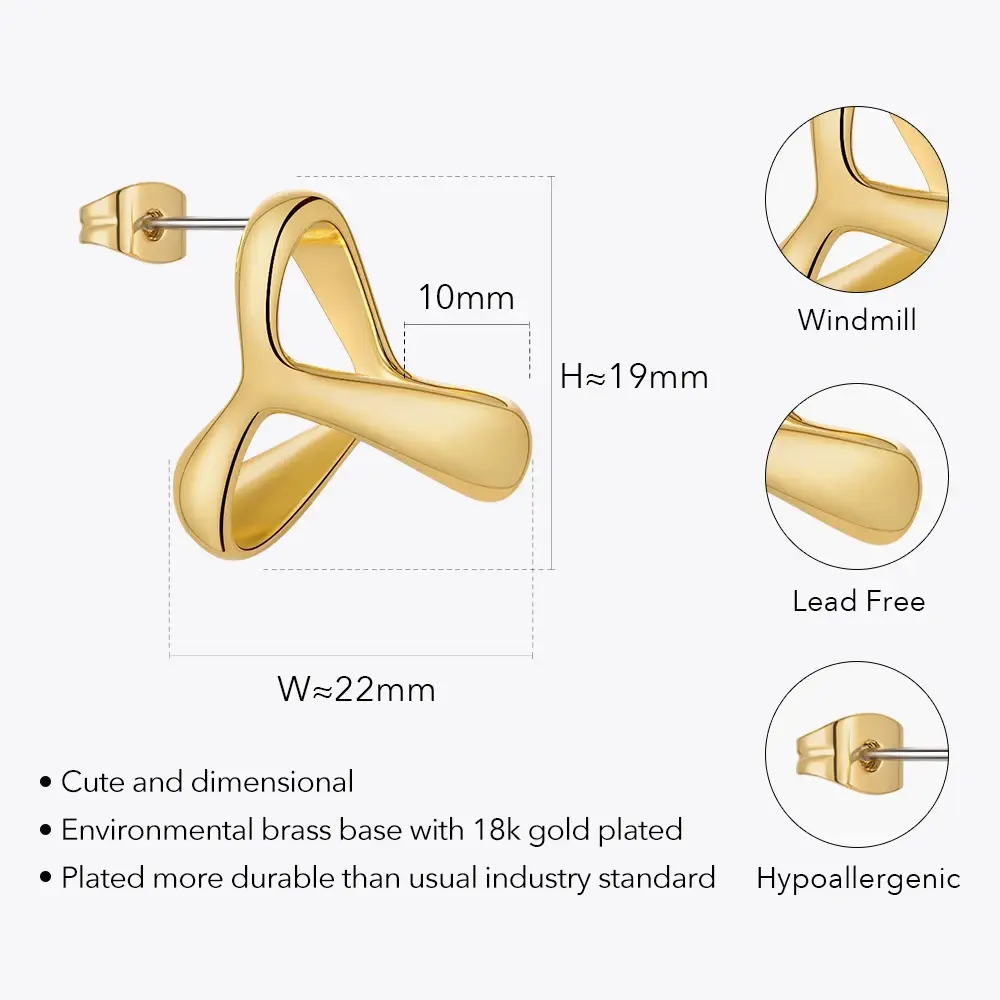 10mm
H≈19mm
W≈22mm
Windmill
Lead Free
Hypoallergenic
• Cute and dimensional
• Environmental brass base with 18k gold plated
• Plated more durable than usual industry standard